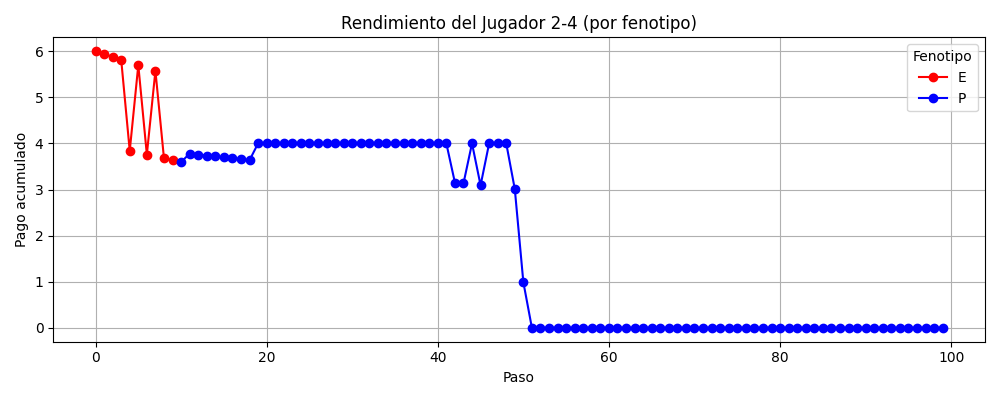 Rendimiento del Jugador 2-4 (por fenotipo)
Pago acumulado
6
5
4
3
2
1
0
Fenotipo
E
P
0 20 40 60 80 100
Paso